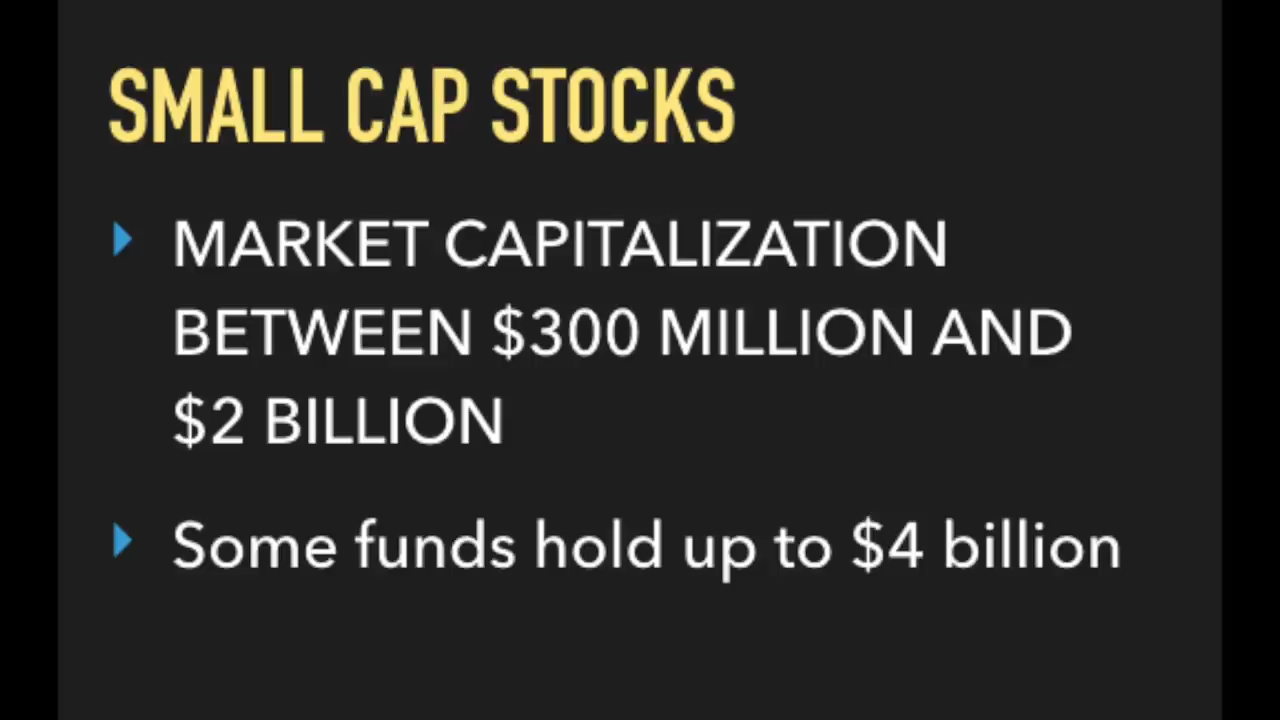 SMALL CAP STOCKS
MARKET CAPITALIZATION
BETWEEN $300 MILLION AND
$2 BILLION
Some funds hold up to $4 billion